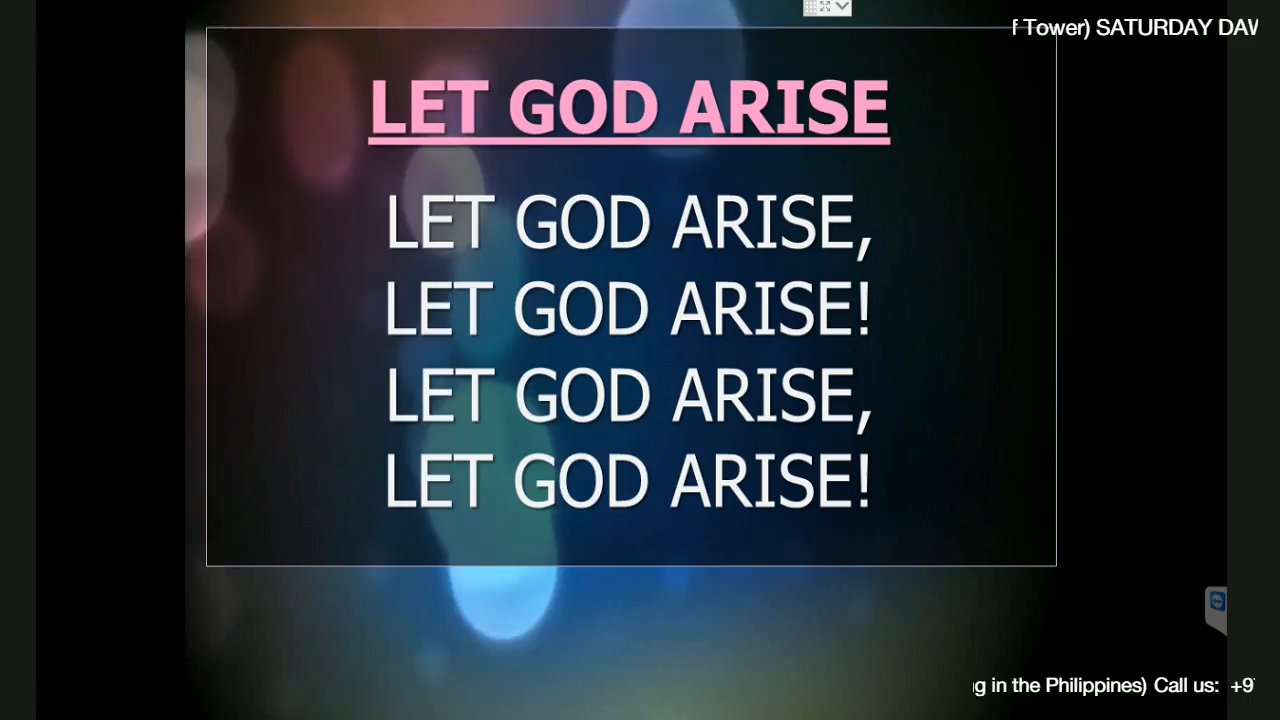 Tower) SATURDAY
LET GOD ARISE
LET GOD ARISE,
LET GOD ARISE!
LET GOD ARISE,
LET GOD ARISE!
in the Philippines) Call us: +9